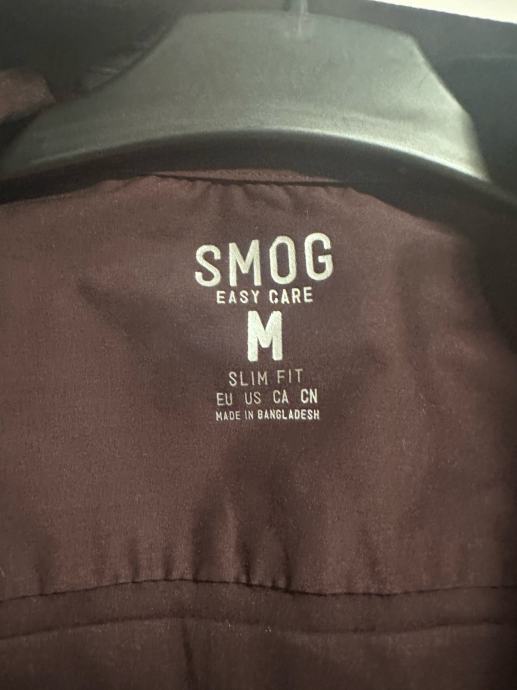 SMOG
EASY CARE
M
SLIM FIT
EU US CA CN
MADE IN BANGLADESH